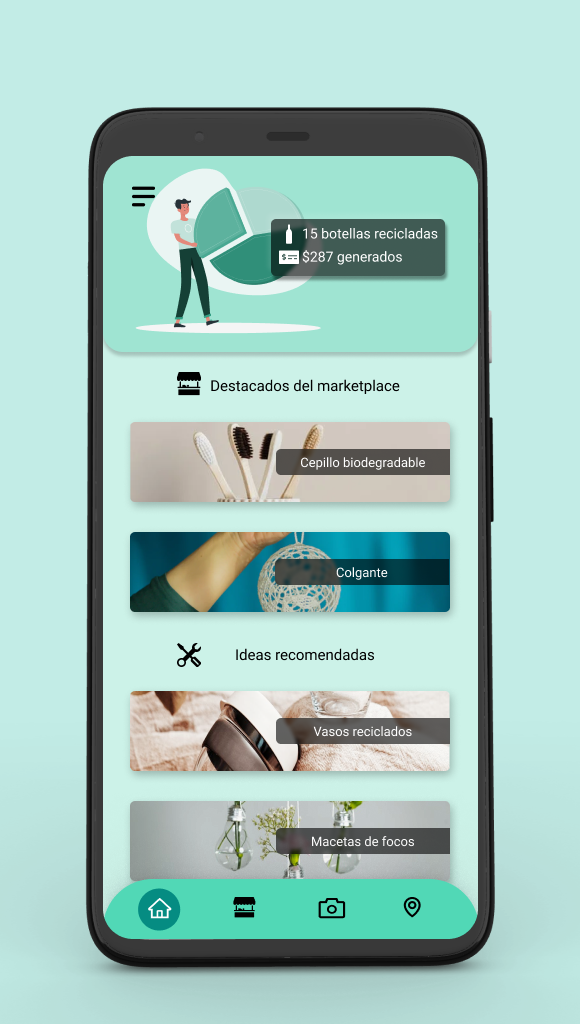 15 botellas recicladas
$287 generados
Destacados del marketplace
Cepillo biodegradable
Colgante
Ideas recomendadas
Vasos reciclados
Macetas de focos